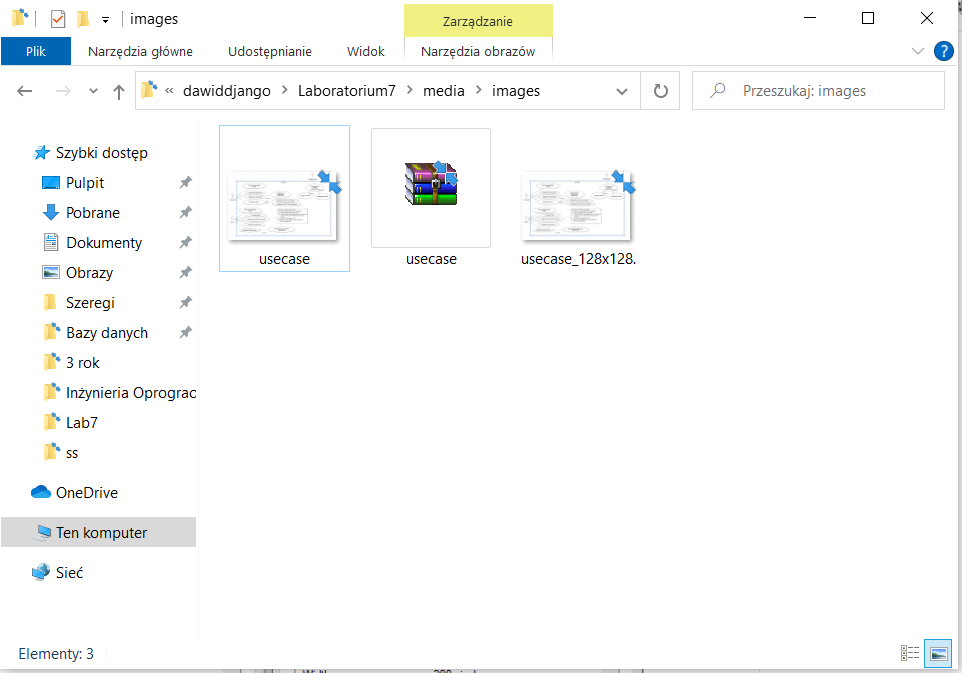 images
Zarządzanie
Plik
Narzędzia główne
Udostępnianie
Widok
Narzędzia obrazów
?
« dawiddjango > Laboratorium7 > media > images
Przeszukaj: images
Szybki dostęp
Pulpit
Pobrane
Dokumenty
Obrazy
Szeregi
Bazy danych
3 rok
Inżynieria Oprograc
Lab7
ss
OneDrive
Ten komputer
Sieć
usecase
usecase
usecase_128x128.
Elementy: 3